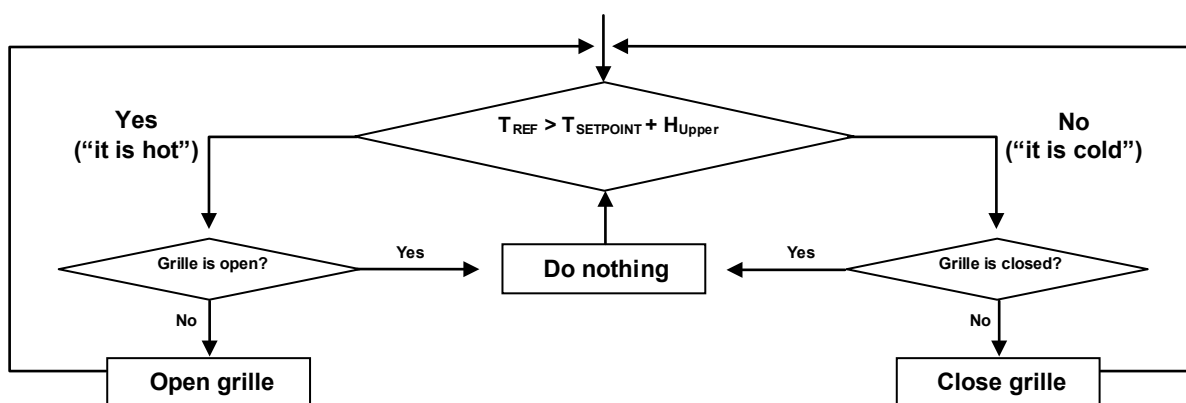 T_REF > T_SETPOINT + H_Upper
Yes
(“it is hot”)
No
(“it is cold”)
Grille is open?
Yes
Do nothing
Yes
Grille is closed?
No
No
Open grille
Close grille